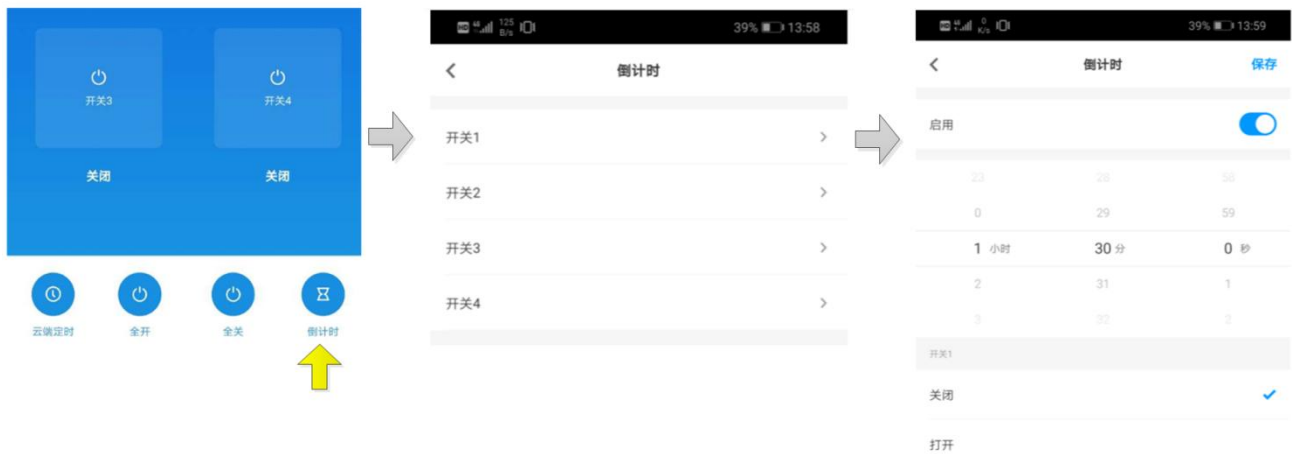 开关3
开关4
关闭
关闭
云端定时
全开
全关
倒计时
125 B/s
39% 13:58
倒计时
开关1
开关2
开关3
开关4
0 K/s
39% 13:59
倒计时
保存
启用
23 28 58
0 29 59
1 小时 30 分 0 秒
2 31 1
3 32 2
开关1
关闭
打开